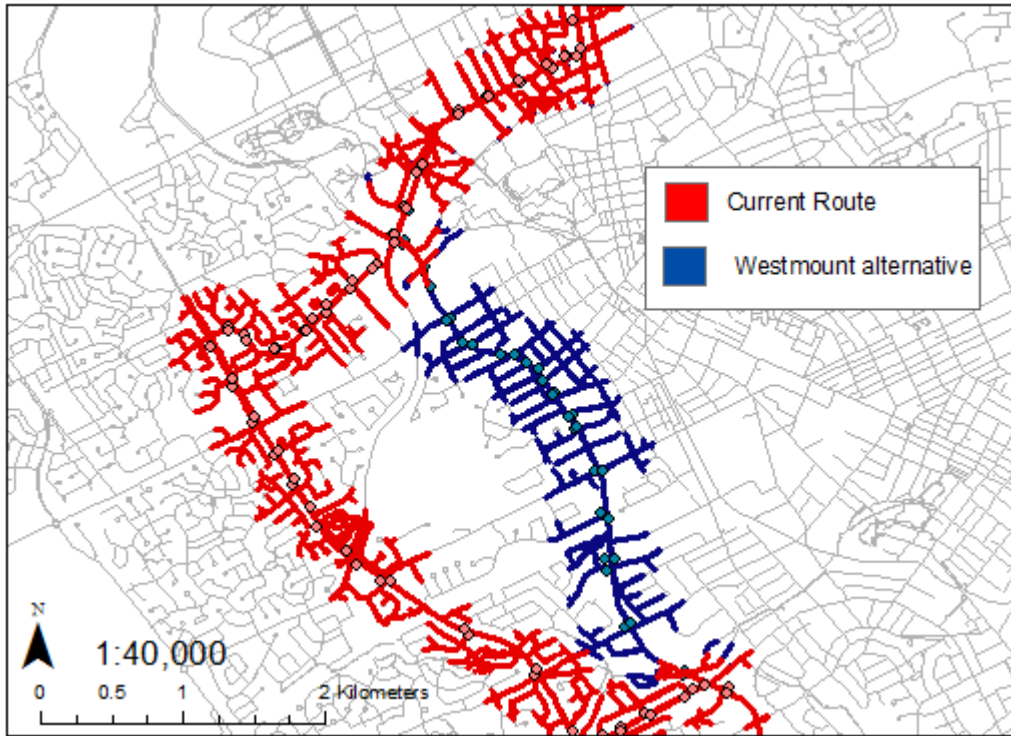 Current Route
Westmount alternative
N
1:40,000
0 0.5 1 2 Kilometers